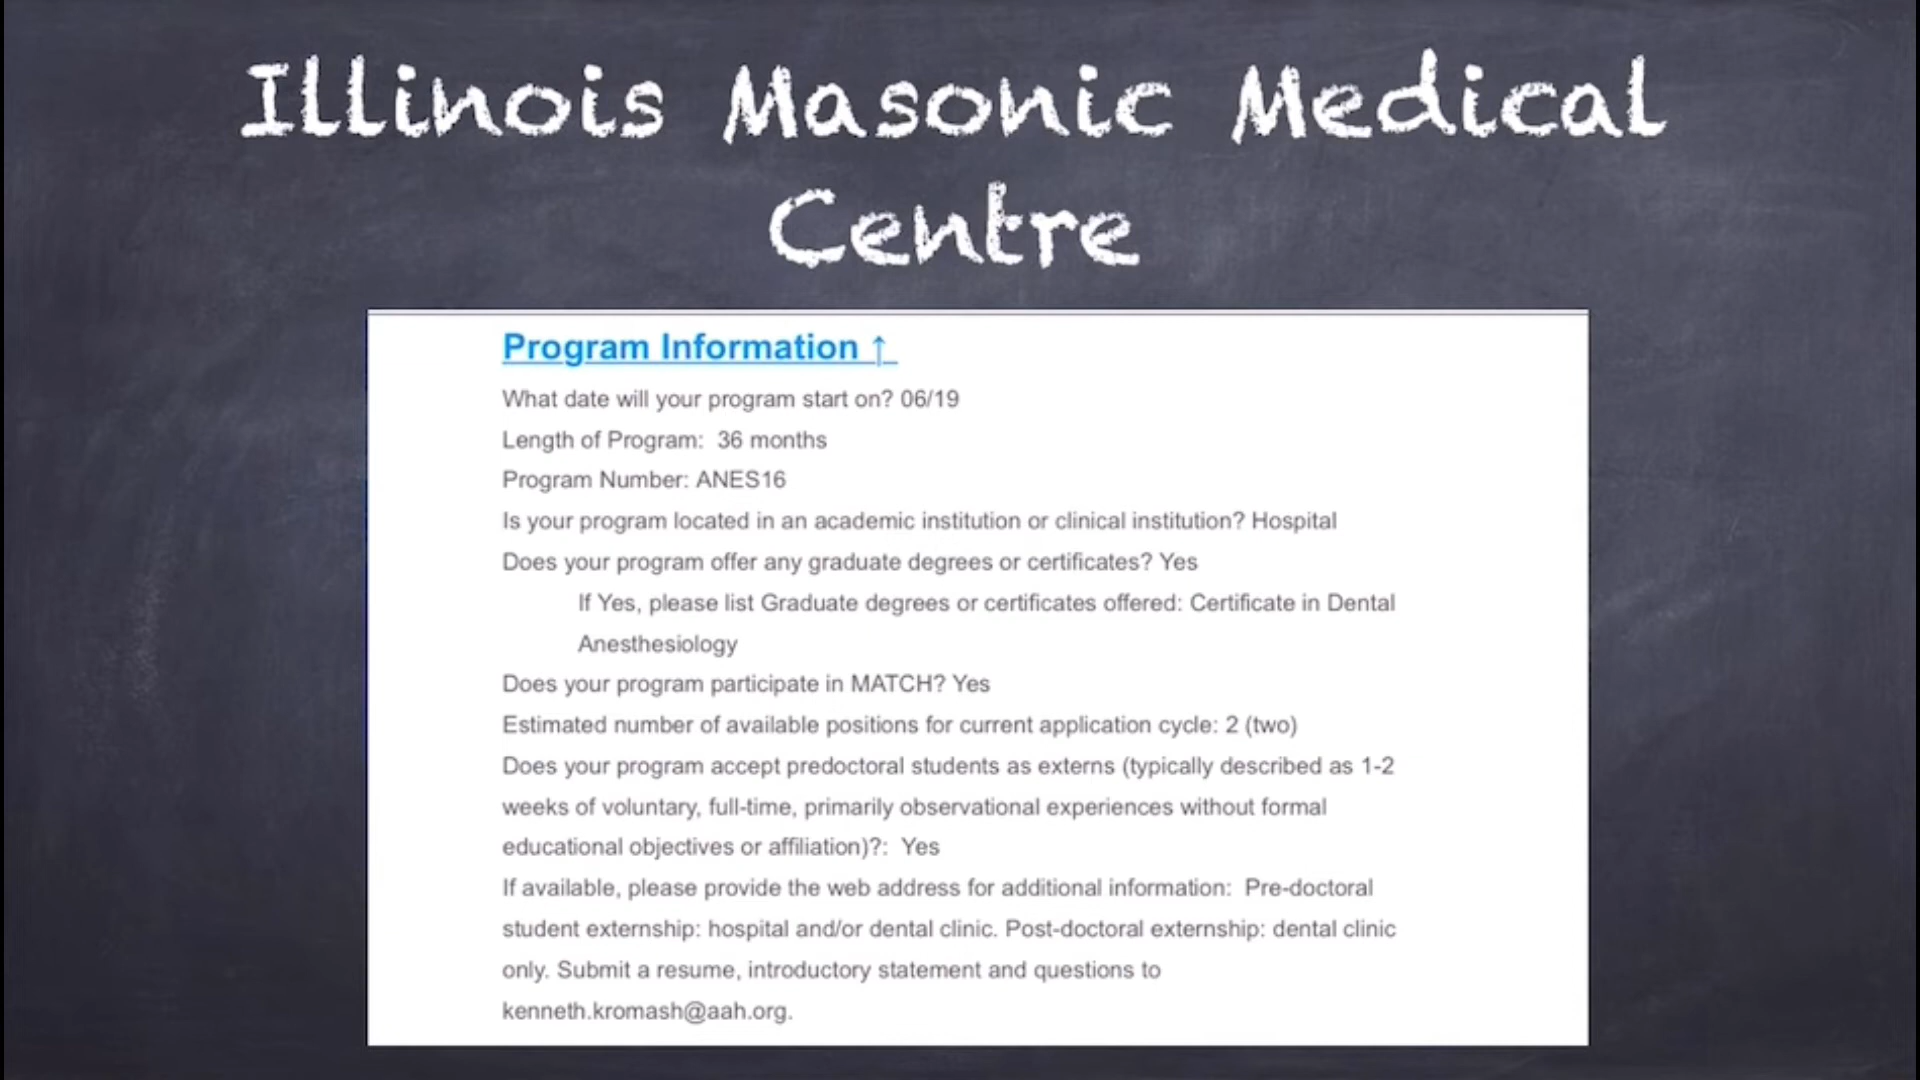 Illinois Masonic Medical
Centre
Program Information ↑
What date will your program start on? 06/19
Length of Program:  36 months
Program Number: ANES16
Is your program located in an academic institution or clinical institution? Hospital
Does your program offer any graduate degrees or certificates? Yes
If Yes, please list Graduate degrees or certificates offered: Certificate in Dental
Anesthesiology
Does your program participate in MATCH? Yes
Estimated number of available positions for current application cycle: 2 (two)
Does your program accept predoctoral students as externs (typically described as 1-2
weeks of voluntary, full-time, primarily observational experiences without formal
educational objectives or affiliation)?:  Yes
If available, please provide the web address for additional information:  Pre-doctoral
student externship: hospital and/or dental clinic. Post-doctoral externship: dental clinic
only. Submit a resume, introductory statement and questions to
kenneth.kromash@aah.org.